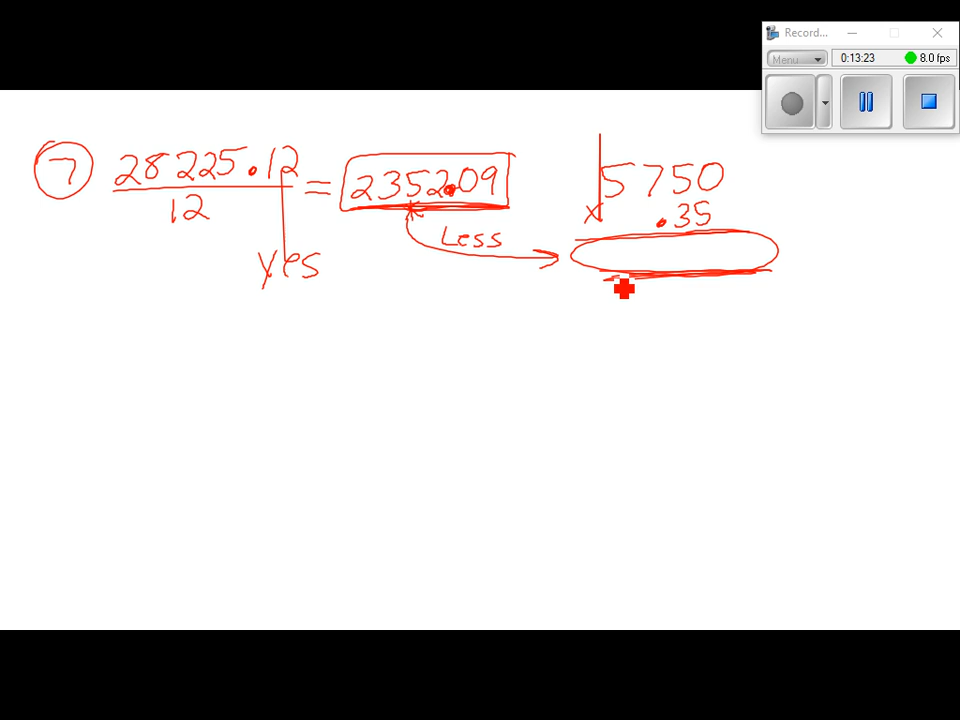 Record...
Menu
0:13:23
8.0 fps
7
28225.12
12
= 2352.09
yes
Less
5750
x .35